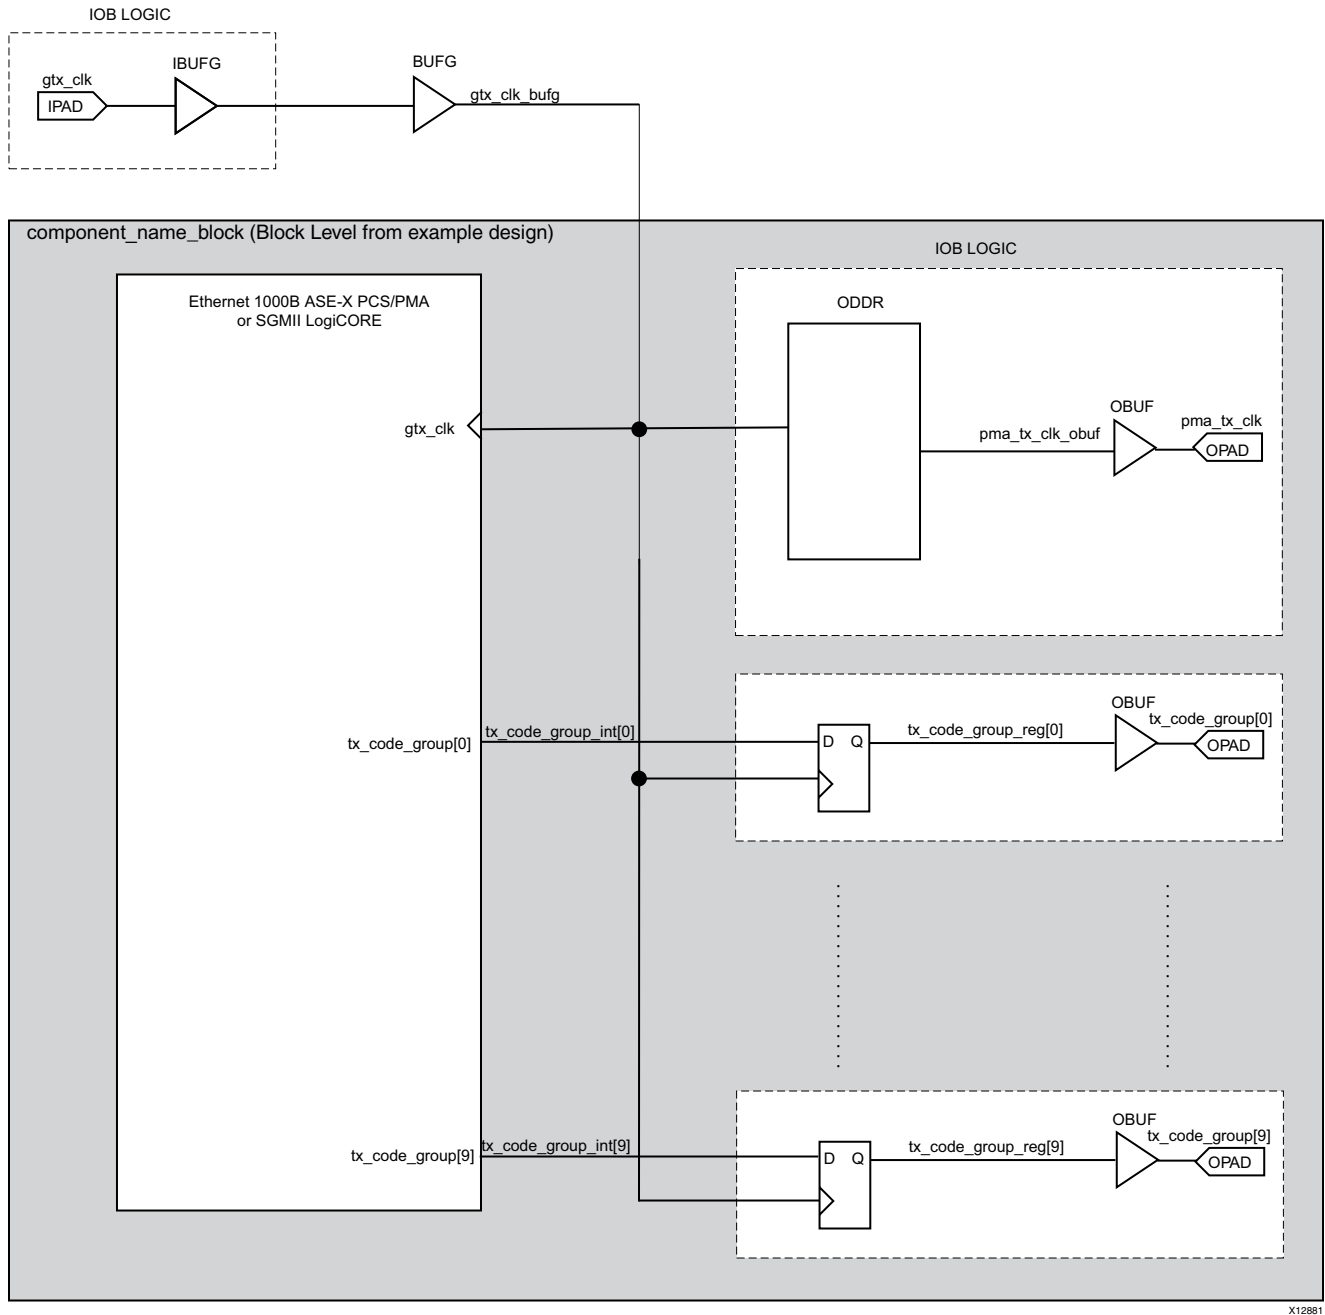 IOB LOGIC
gtx_clk
IPAD
IBUFG
BUFG
gtx_clk_bufg
component_name_block (Block Level from example design)
Ethernet 1000B ASE-X PCS/PMA
or SGMII LogiCORE
IOB LOGIC
ODDR
gtx_clk
pma_tx_clk_obuf
OBUF
pma_tx_clk
OPAD
tx_code_group[0]
tx_code_group_int[0]
D Q
tx_code_group_reg[0]
OBUF
tx_code_group[0]
OPAD
tx_code_group[9]
tx_code_group_int[9]
D Q
tx_code_group_reg[9]
OBUF
tx_code_group[9]
OPAD
X12881